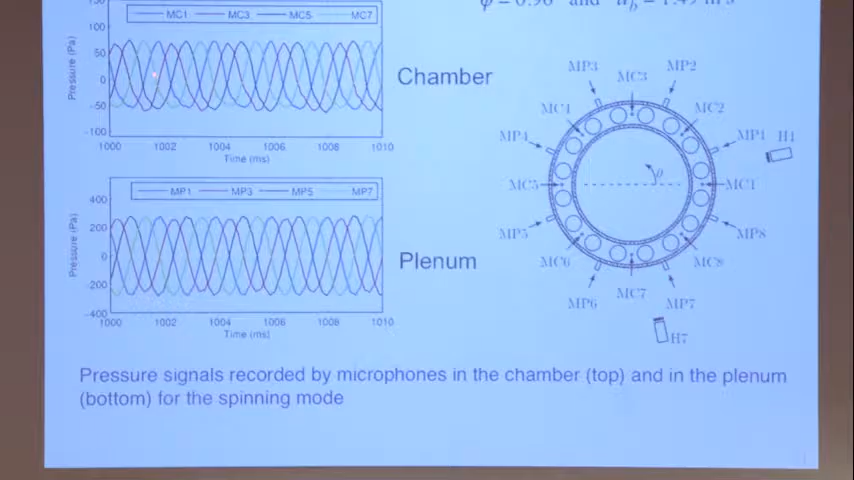 150
MC1 MC3 MC5 MC7
100
50
0
-50
-100
Pressure (Pa)
1000 1002 1004 1006 1008 1010
Time (ms)
Chamber
MP1 MP3 MP5 MP7
400
200
0
-200
-400
Pressure (Pa)
1000 1002 1004 1006 1008 1010
Time (ms)
Plenum
and
MP3 MP2
MC3
MC4 MC2
MP4 MP1 H1
θ
MC5 MC1
MP5 MP8
MC6 MC8
MC7
MP6 MP7
H7
Pressure signals recorded by microphones in the chamber (top) and in the plenum
(bottom) for the spinning mode